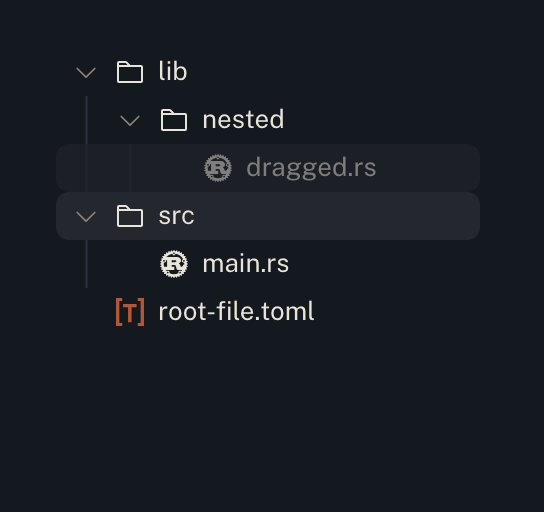 lib
nested
dragged.rs
src
main.rs
[T] root-file.toml